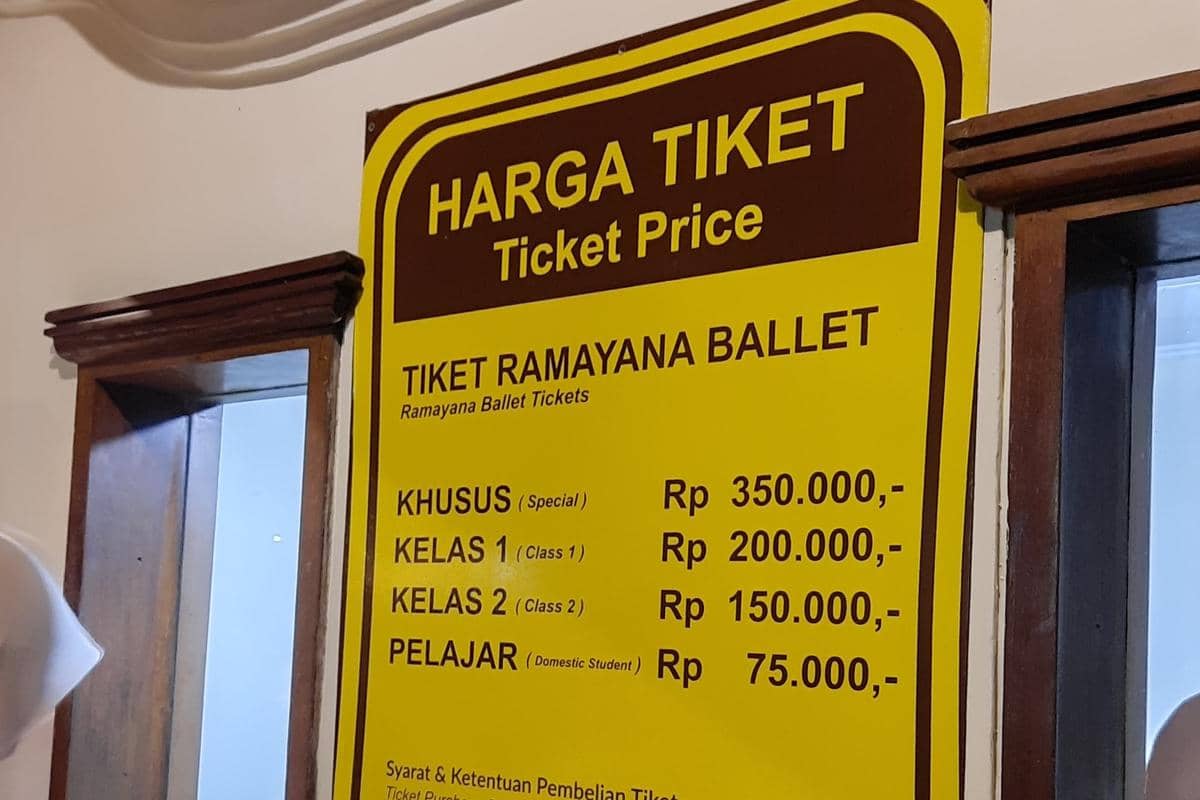 HARGA TIKET
Ticket Price
TIKET RAMAYANA BALLET
Ramayana Ballet Tickets
KHUSUS ( Special ) Rp 350.000,-
KELAS 1 ( Class 1 ) Rp 200.000,-
KELAS 2 ( Class 2 ) Rp 150.000,-
PELAJAR ( Domestic Student ) Rp 75.000,-
Syarat & Ketentuan Pembelian Tiket
Ticket